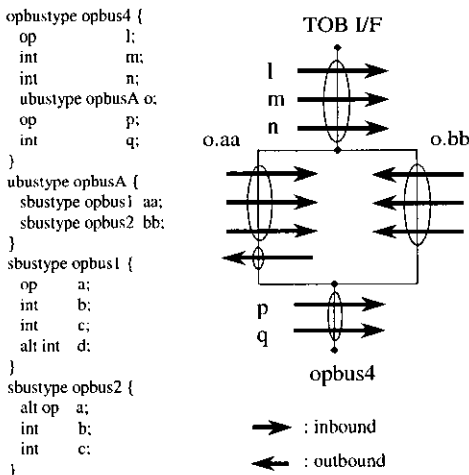 opbustype opbus4 {
op l;
int m;
int n;
ubustype opbusA o;
op p;
int q;
}
ubustype opbusA {
sbustype opbus1 aa;
sbustype opbus2 bb;
}
sbustype opbus1 {
op a;
int b;
int c;
alt int d;
}
sbustype opbus2 {
alt op a;
int b;
int c;
}
TOB I/F
l
m
n
o.aa
o.bb
p
q
opbus4
: inbound
: outbound